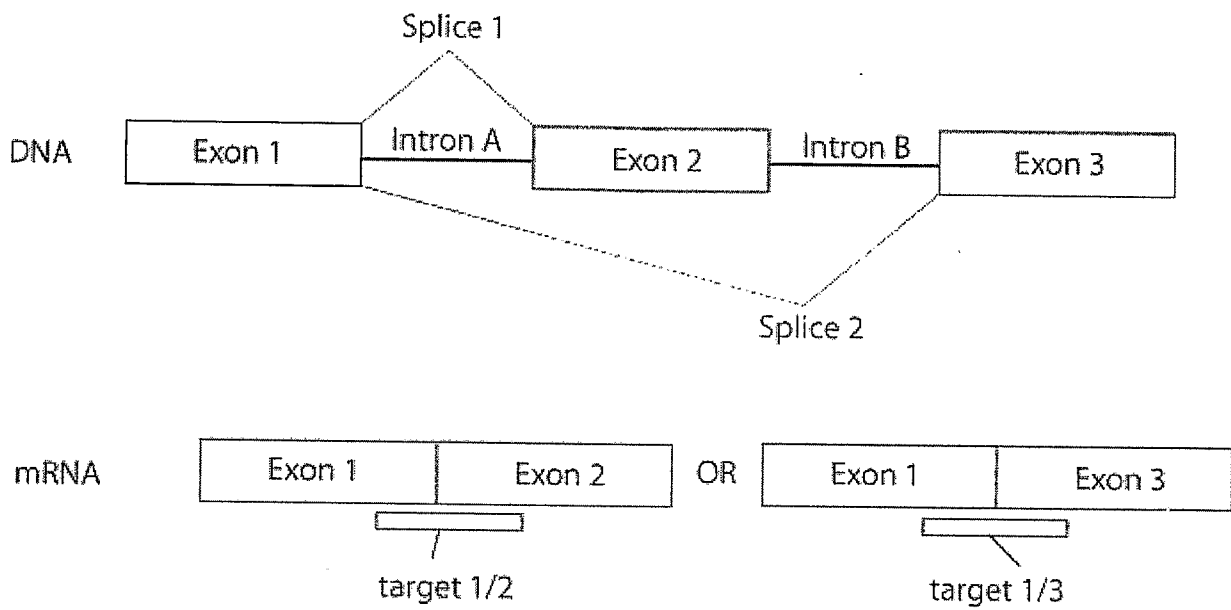 Splice 1
DNA Exon 1 Intron A Exon 2 Intron B Exon 3
Splice 2
mRNA Exon 1 Exon 2 OR Exon 1 Exon 3
target 1/2 target 1/3